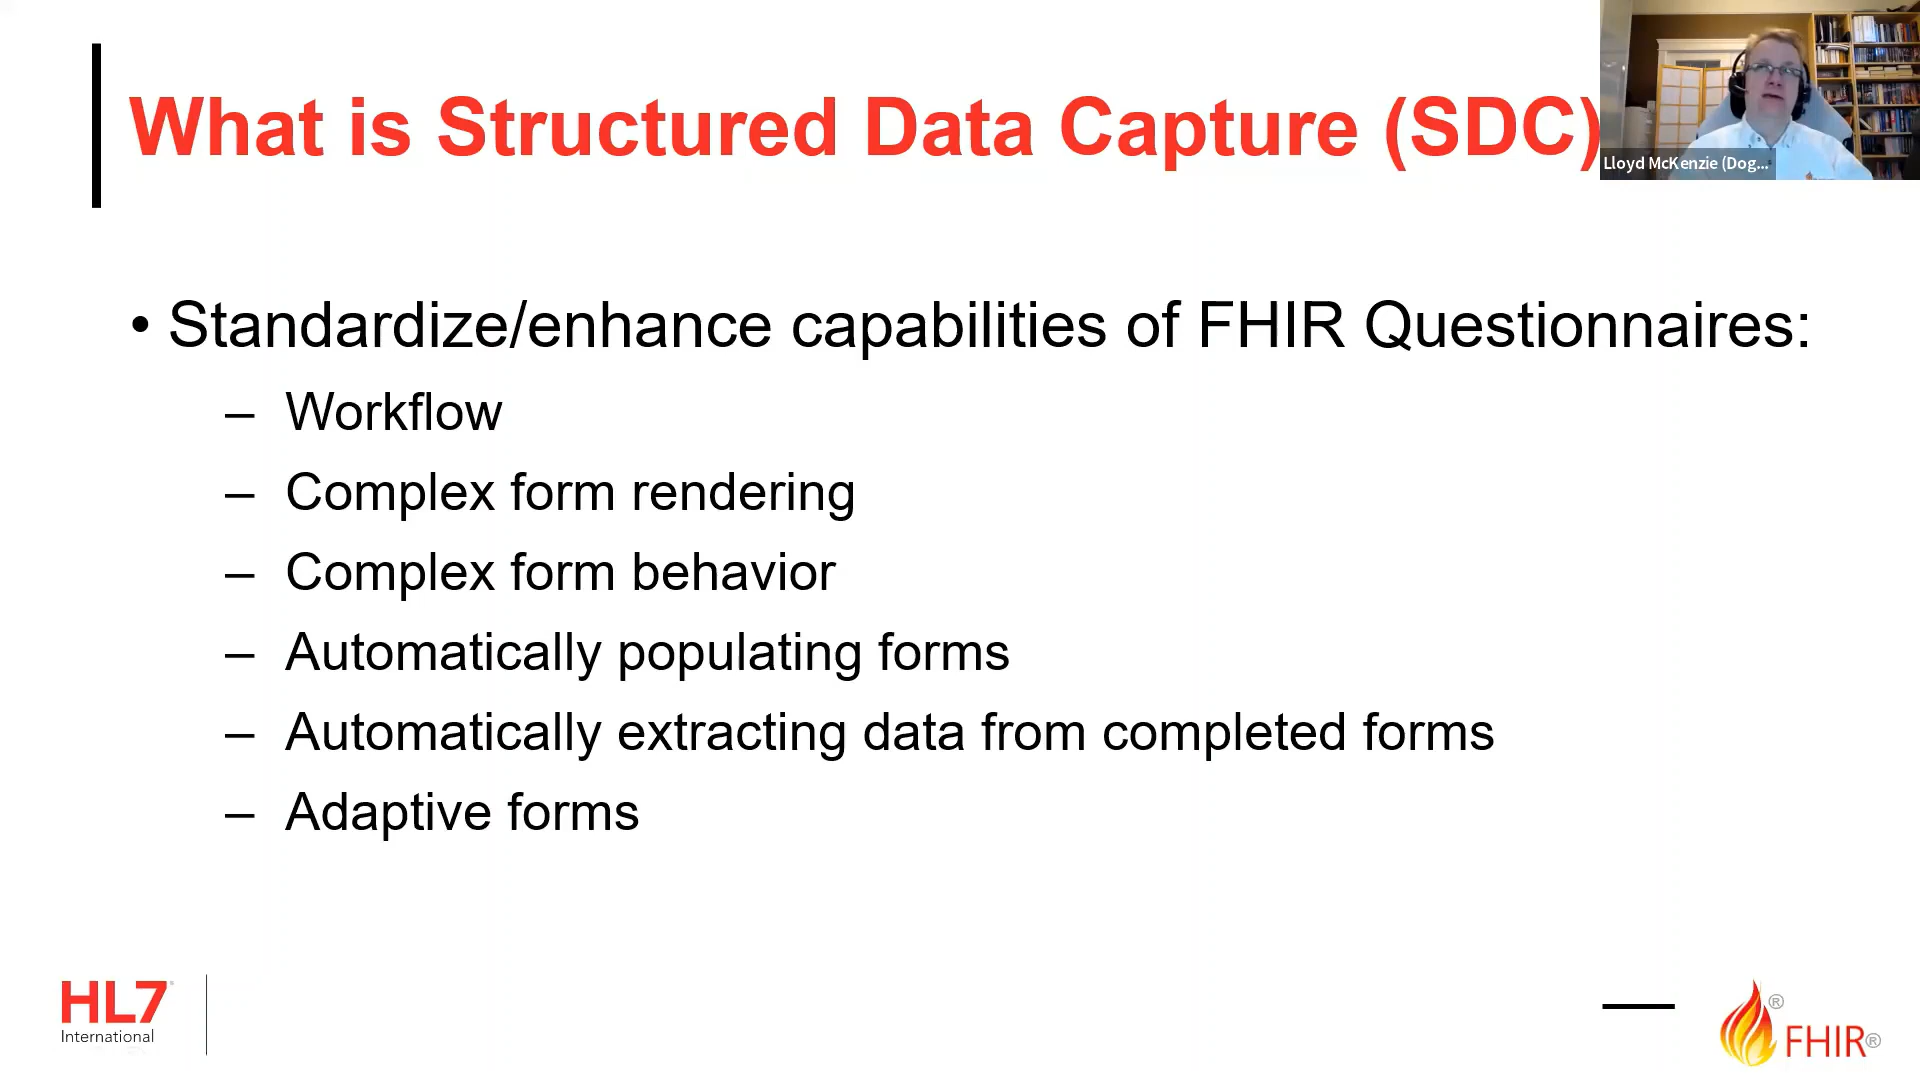 What is Structured Data Capture (SDC)
Lloyd McKenzie (Dog...
• Standardize/enhance capabilities of FHIR Questionnaires:
– Workflow
– Complex form rendering
– Complex form behavior
– Automatically populating forms
– Automatically extracting data from completed forms
– Adaptive forms
HL7®
International
®
FHIR®